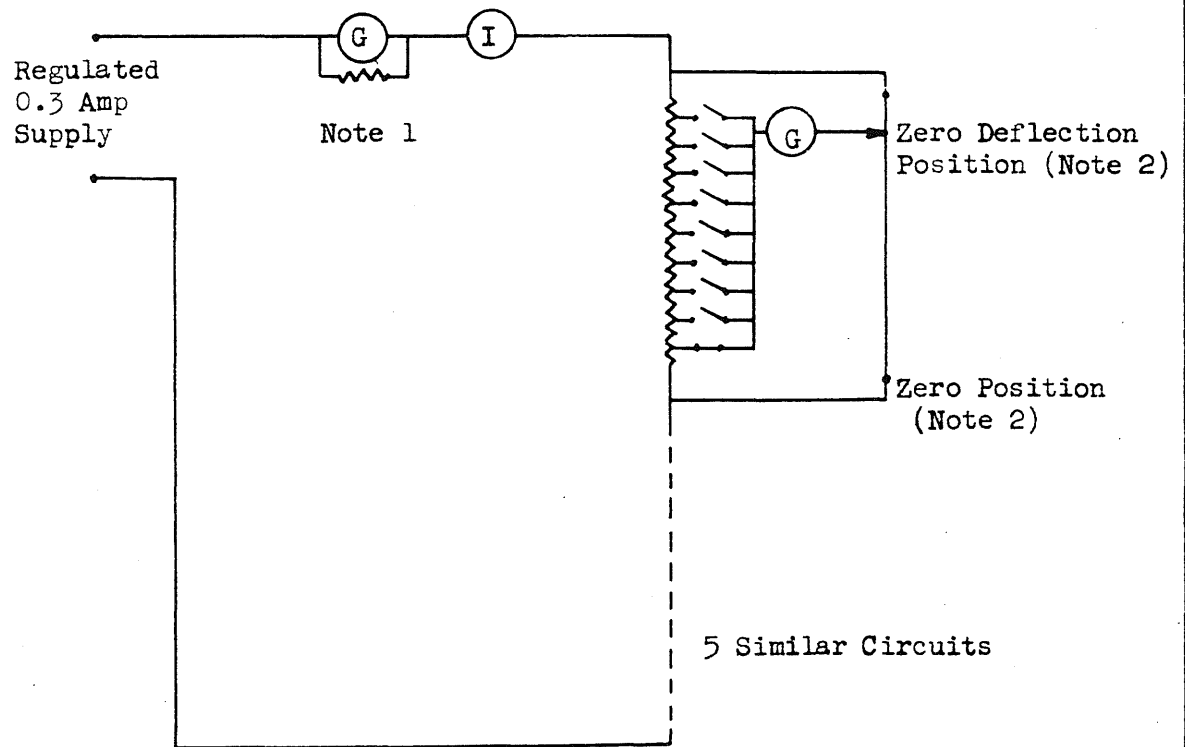 G
I
Regulated
0.3 Amp
Supply
Note 1
G
Zero Deflection
Position (Note 2)
Zero Position
(Note 2)
5 Similar Circuits